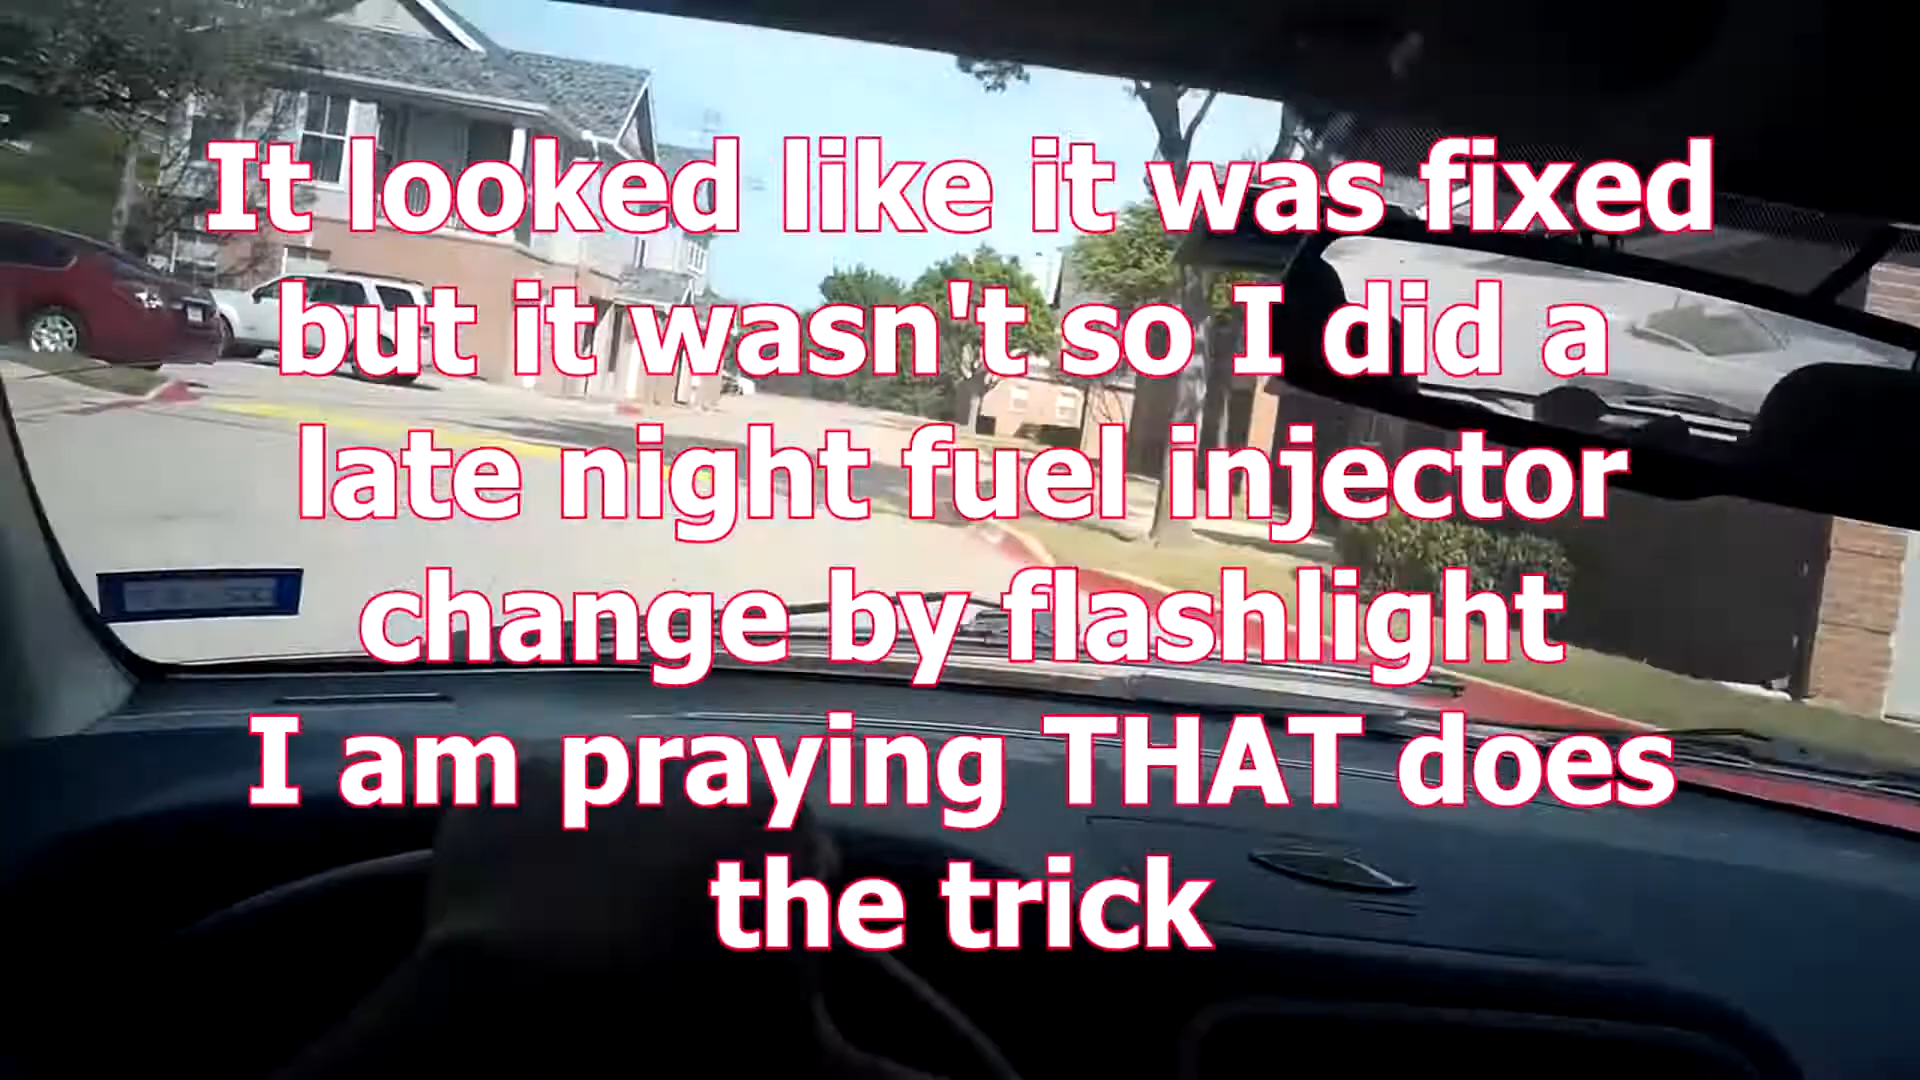 It looked like it was fixed
but it wasn't so I did a
late night fuel injector
change by flashlight
I am praying THAT does
the trick